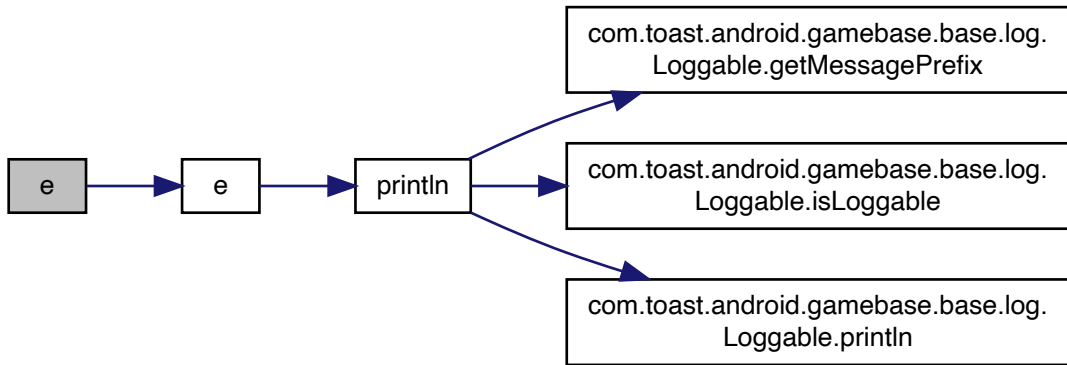 e
e
println
com.toast.android.gamebase.base.log.
Loggable.getMessagePrefix
com.toast.android.gamebase.base.log.
Loggable.isLoggable
com.toast.android.gamebase.base.log.
Loggable.println